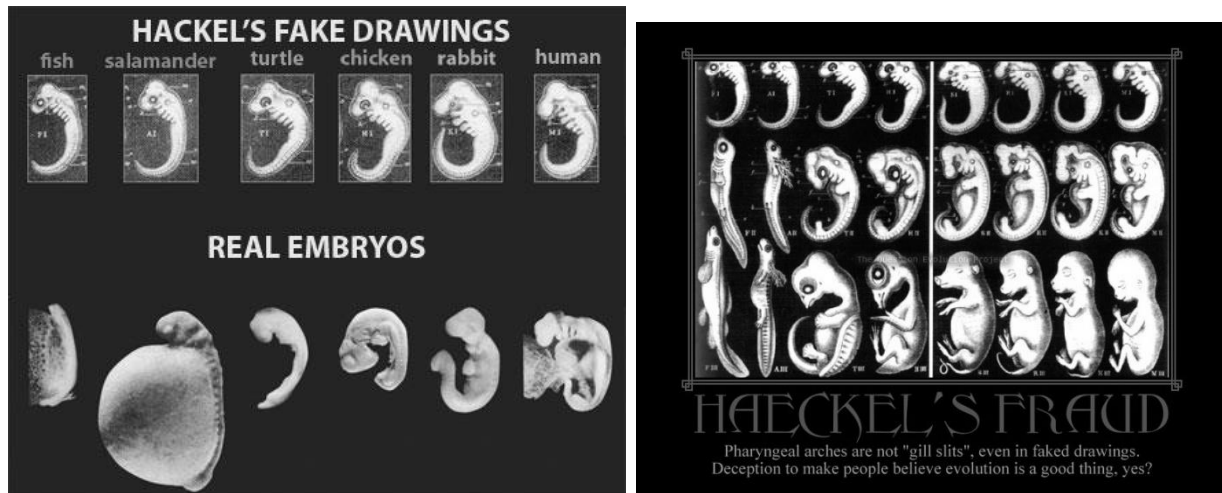 HACKEL'S FAKE DRAWINGS
fish salamander turtle chicken rabbit human
REAL EMBRYOS
HAECKEL'S FRAUD
Pharyngeal arches are not "gill slits", even in faked drawings.
Deception to make people believe evolution is a good thing, yes?